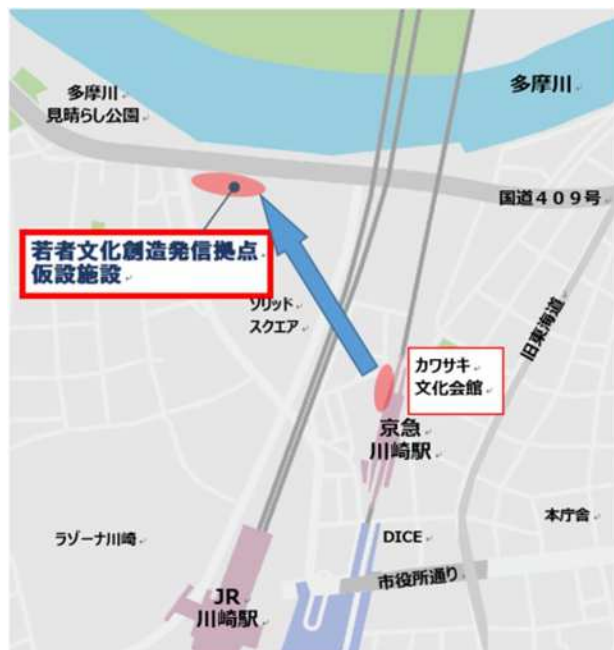 多摩川
見晴らし公園
多摩川
国道409号
若者文化創造発信拠点
仮設施設
ソリッド
スクエア
旧東海道
カワサキ
文化会館
京急
川崎駅
本庁舎
ラゾーナ川崎
DICE
市役所通り
JR
川崎駅